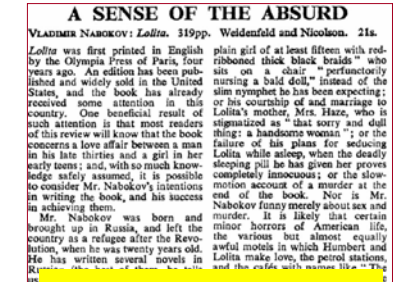 A SENSE OF THE ABSURD
VLADIMIR NABOKOV: Lolita. 319pp. Weidenfeld and Nicolson. 21s.
Lolita was first printed in English
by the Olympia Press of Paris, four
years ago. An edition has been pub-
lished and widely sold in the United
States, and the book has already
received some attention in this
country. One beneficial result of
such attention is that most readers
of this review will know that the book
concerns a love affair between a man
in his late thirties and a girl in her
early teens; and, with so much know-
ledge safely assumed, it is possible
to consider Mr. Nabokov's intentions
in writing the book, and his success
in achieving them.
Mr. Nabokov was born and
brought up in Russia, and left the
country as a refugee after the Revo-
lution, when he was twenty years old.
He has written several novels in
Russian (the best of them, he tells
us
plain girl of at least fifteen with red-
ribboned thick black braids" who
sits on a chair "perfunctorily
nursing a bald doll," instead of the
slim nymphet he has been expecting;
or his courtship of and marriage to
Lolita's mother, Mrs. Haze, who is
stigmatized as "that sorry and dull
thing: a handsome woman"; or the
failure of his plans for seducing
Lolita while asleep, when the deadly
sleeping pill he has given her proves
completely innocuous; or the slow-
motion account of a murder at the
end of the book. Nor is Mr.
Nabokov funny merely about sex and
murder. It is likely that certain
minor horrors of American life,
the various but almost equally
awful motels in which Humbert and
Lolita make love, the petrol stations,
and the cafés with names like "The